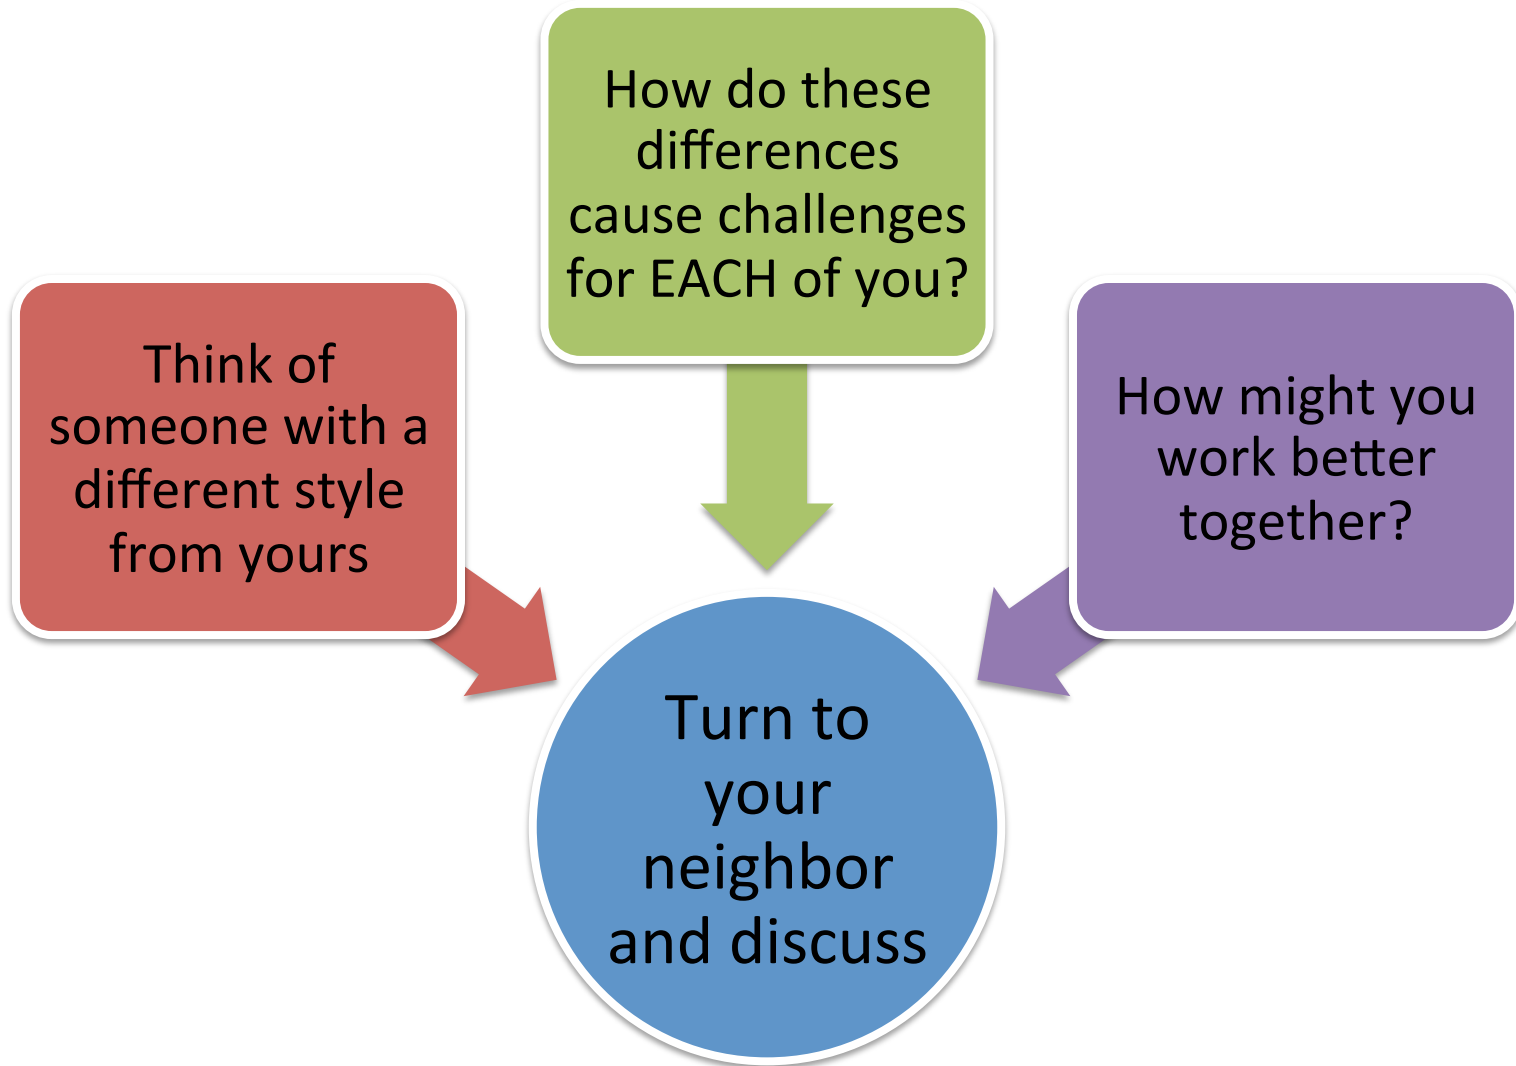 Think of
someone with a
different style
from yours
How do these
differences
cause challenges
for EACH of you?
How might you
work better
together?
Turn to
your
neighbor
and discuss